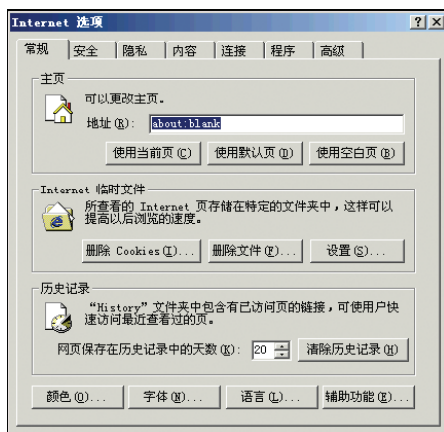 Internet 选项
常规 安全 隐私 内容 连接 程序 高级
主页
可以更改主页。
地址(R): about:blank
使用当前页(C) 使用默认页(D) 使用空白页(B)
Internet 临时文件
所查看的 Internet 页存储在特定的文件夹中，这样可以
提高以后浏览的速度。
删除 Cookies(I)... 删除文件(F)... 设置(S)...
历史记录
“History”文件夹中包含有已访问页的链接，可使用户快
速访问最近查看过的页。
网页保存在历史记录中的天数(K): 20 清除历史记录(H)
颜色(O)... 字体(N)... 语言(L)... 辅助功能(E)...